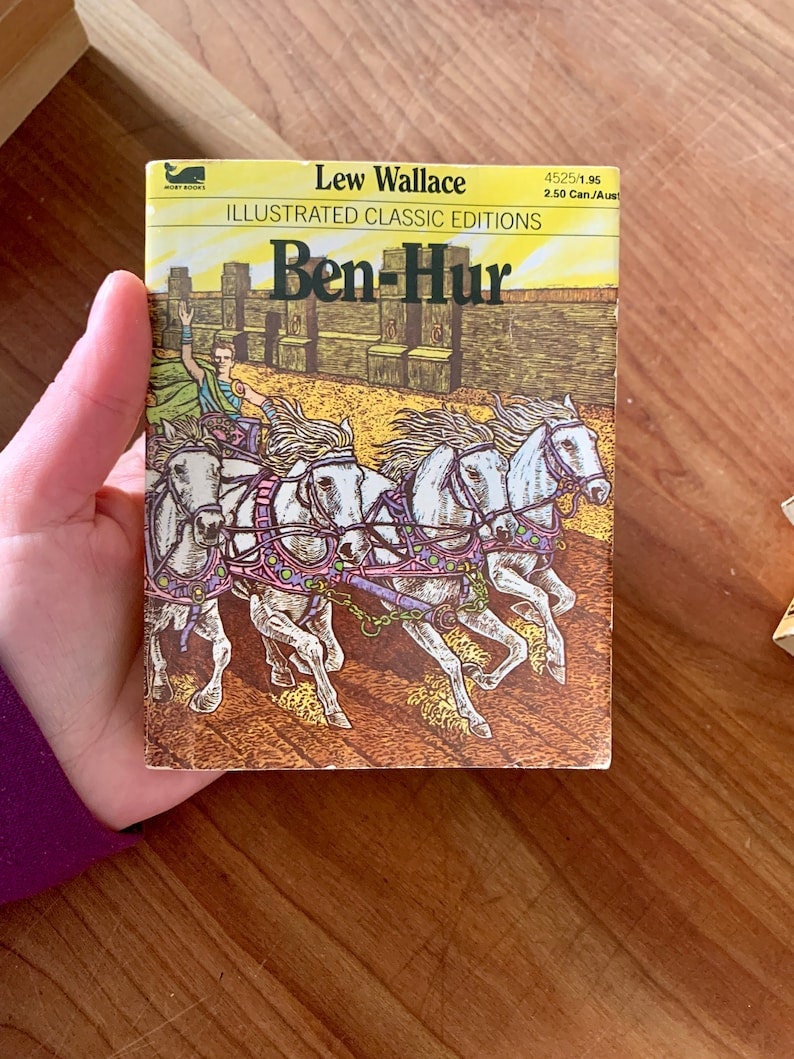 MOBY BOOKS
Lew Wallace
4525/1.95
2.50 Can./Aust
ILLUSTRATED CLASSIC EDITIONS
Ben-Hur